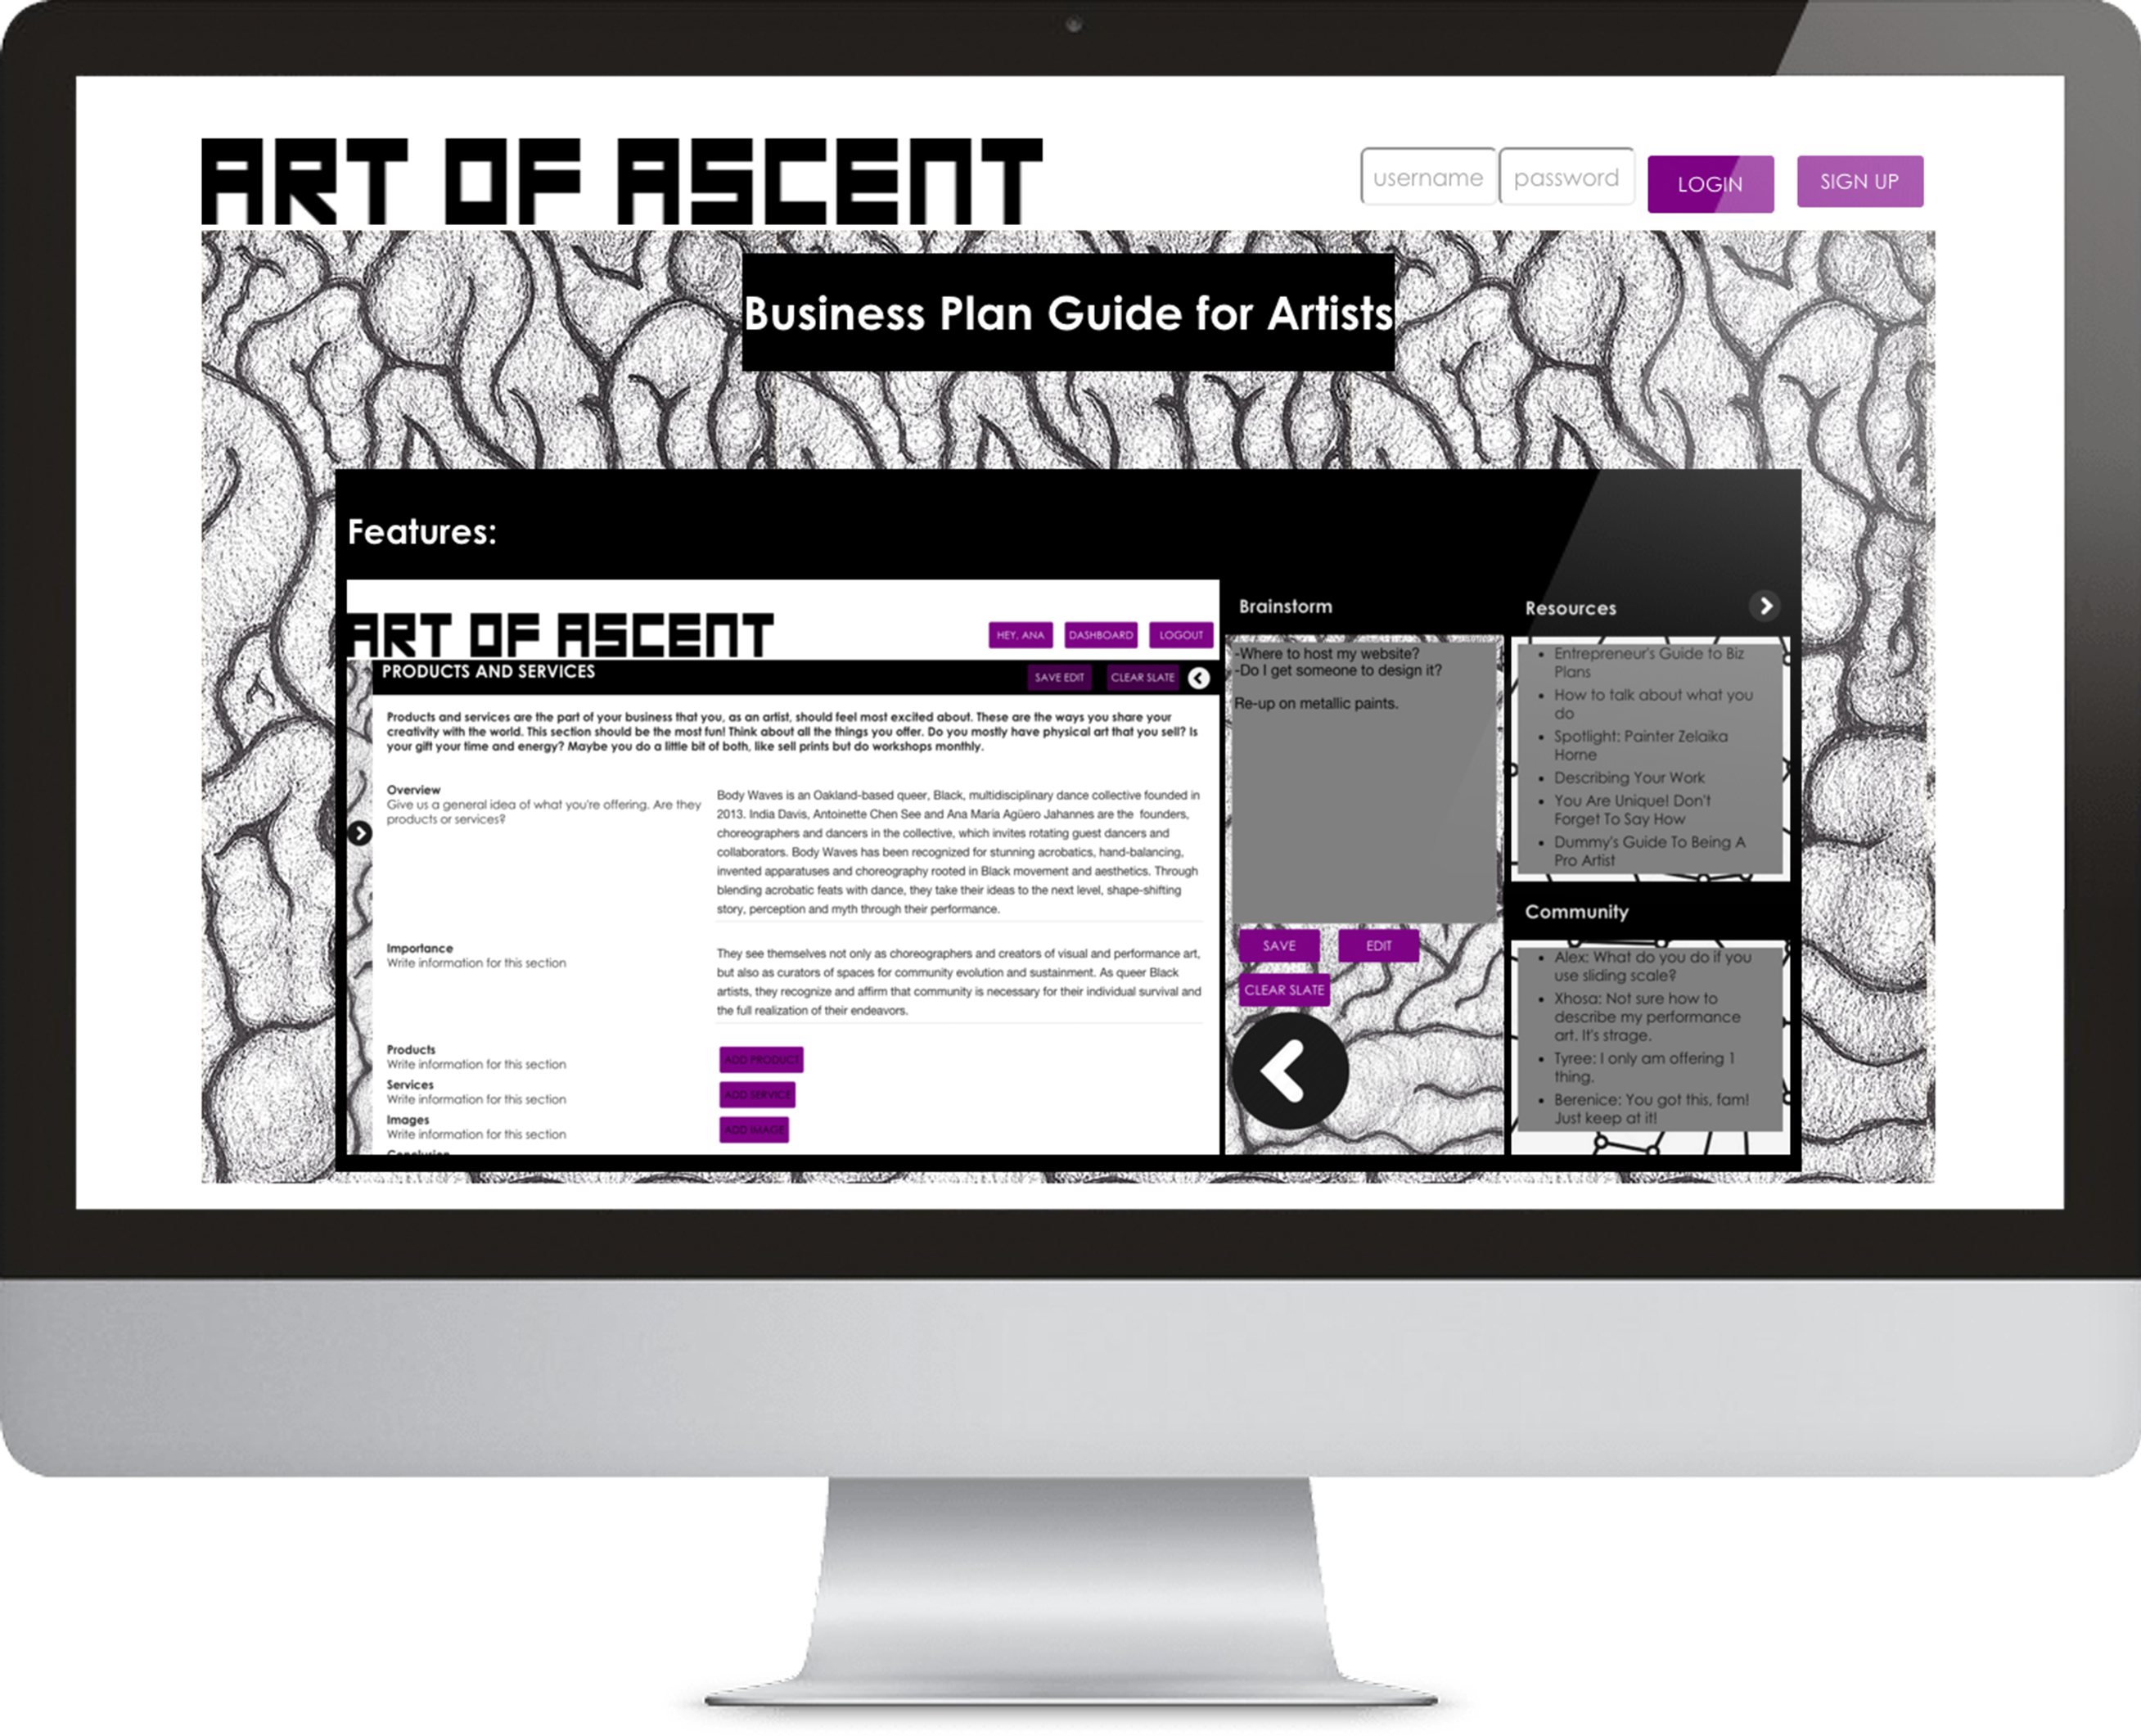 ART OF ASCENT
username password LOGIN SIGN UP
Business Plan Guide for Artists
Features:
ART OF ASCENT
HEY, ANA DASHBOARD LOGOUT
PRODUCTS AND SERVICES
SAVE EDIT CLEAR SLATE
Products and services are the part of your business that you, as an artist, should feel most excited about. These are the ways you share your
creativity with the world. This section should be the most fun! Think about all the things you offer. Do you mostly have physical art that you sell? Is
your gift your time and energy? Maybe you do a little bit of both, like sell prints but do workshops monthly.
Overview
Give us a general idea of what you're offering. Are they
products or services?
Body Waves is an Oakland-based queer, Black, multidisciplinary dance collective founded in
2013. India Davis, Antoinette Chen See and Ana María Agüero Jahannes are the founders,
choreographers and dancers in the collective, which invites rotating guest dancers and
collaborators. Body Waves has been recognized for stunning acrobatics, hand-balancing,
invented apparatuses and choreography rooted in Black movement and aesthetics. Through
blending acrobatic feats with dance, they take their ideas to the next level, shape-shifting
story, perception and myth through their performance.
Importance
Write information for this section
They see themselves not only as choreographers and creators of visual and performance art,
but also as curators of spaces for community evolution and sustainment. As queer Black
artists, they recognize and affirm that community is necessary for their individual survival and
the full realization of their endeavors.
Products
Write information for this section
ADD PRODUCT
Services
Write information for this section
ADD SERVICE
Images
Write information for this section
ADD IMAGE
Conclusion
Brainstorm
-Where to host my website?
-Do I get someone to design it?
Re-up on metallic paints.
SAVE EDIT
CLEAR SLATE
Resources
• Entrepreneur's Guide to Biz
Plans
• How to talk about what you
do
• Spotlight: Painter Zelaika
Horne
• Describing Your Work
• You Are Unique! Don't
Forget To Say How
• Dummy's Guide To Being A
Pro Artist
Community
• Alex: What do you do if you
use sliding scale?
• Xhosa: Not sure how to
describe my performance
art. It's strage.
• Tyree: I only am offering 1
thing.
• Berenice: You got this, fam!
Just keep at it!